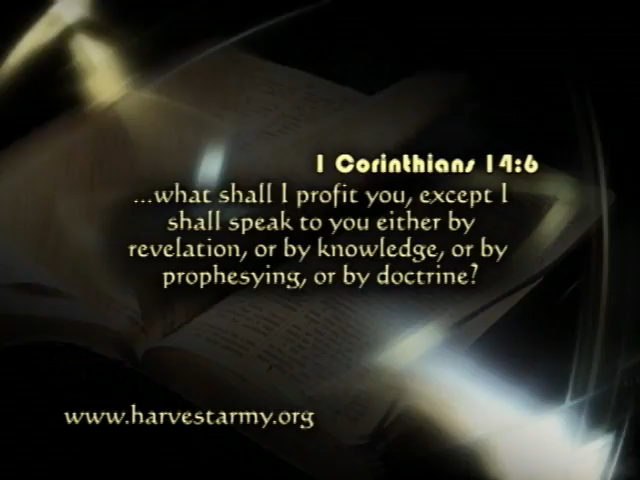 1 Corinthians 14:6
...what shall I profit you, except I
shall speak to you either by
revelation, or by knowledge, or by
prophesying, or by doctrine?
www.harvestarmy.org